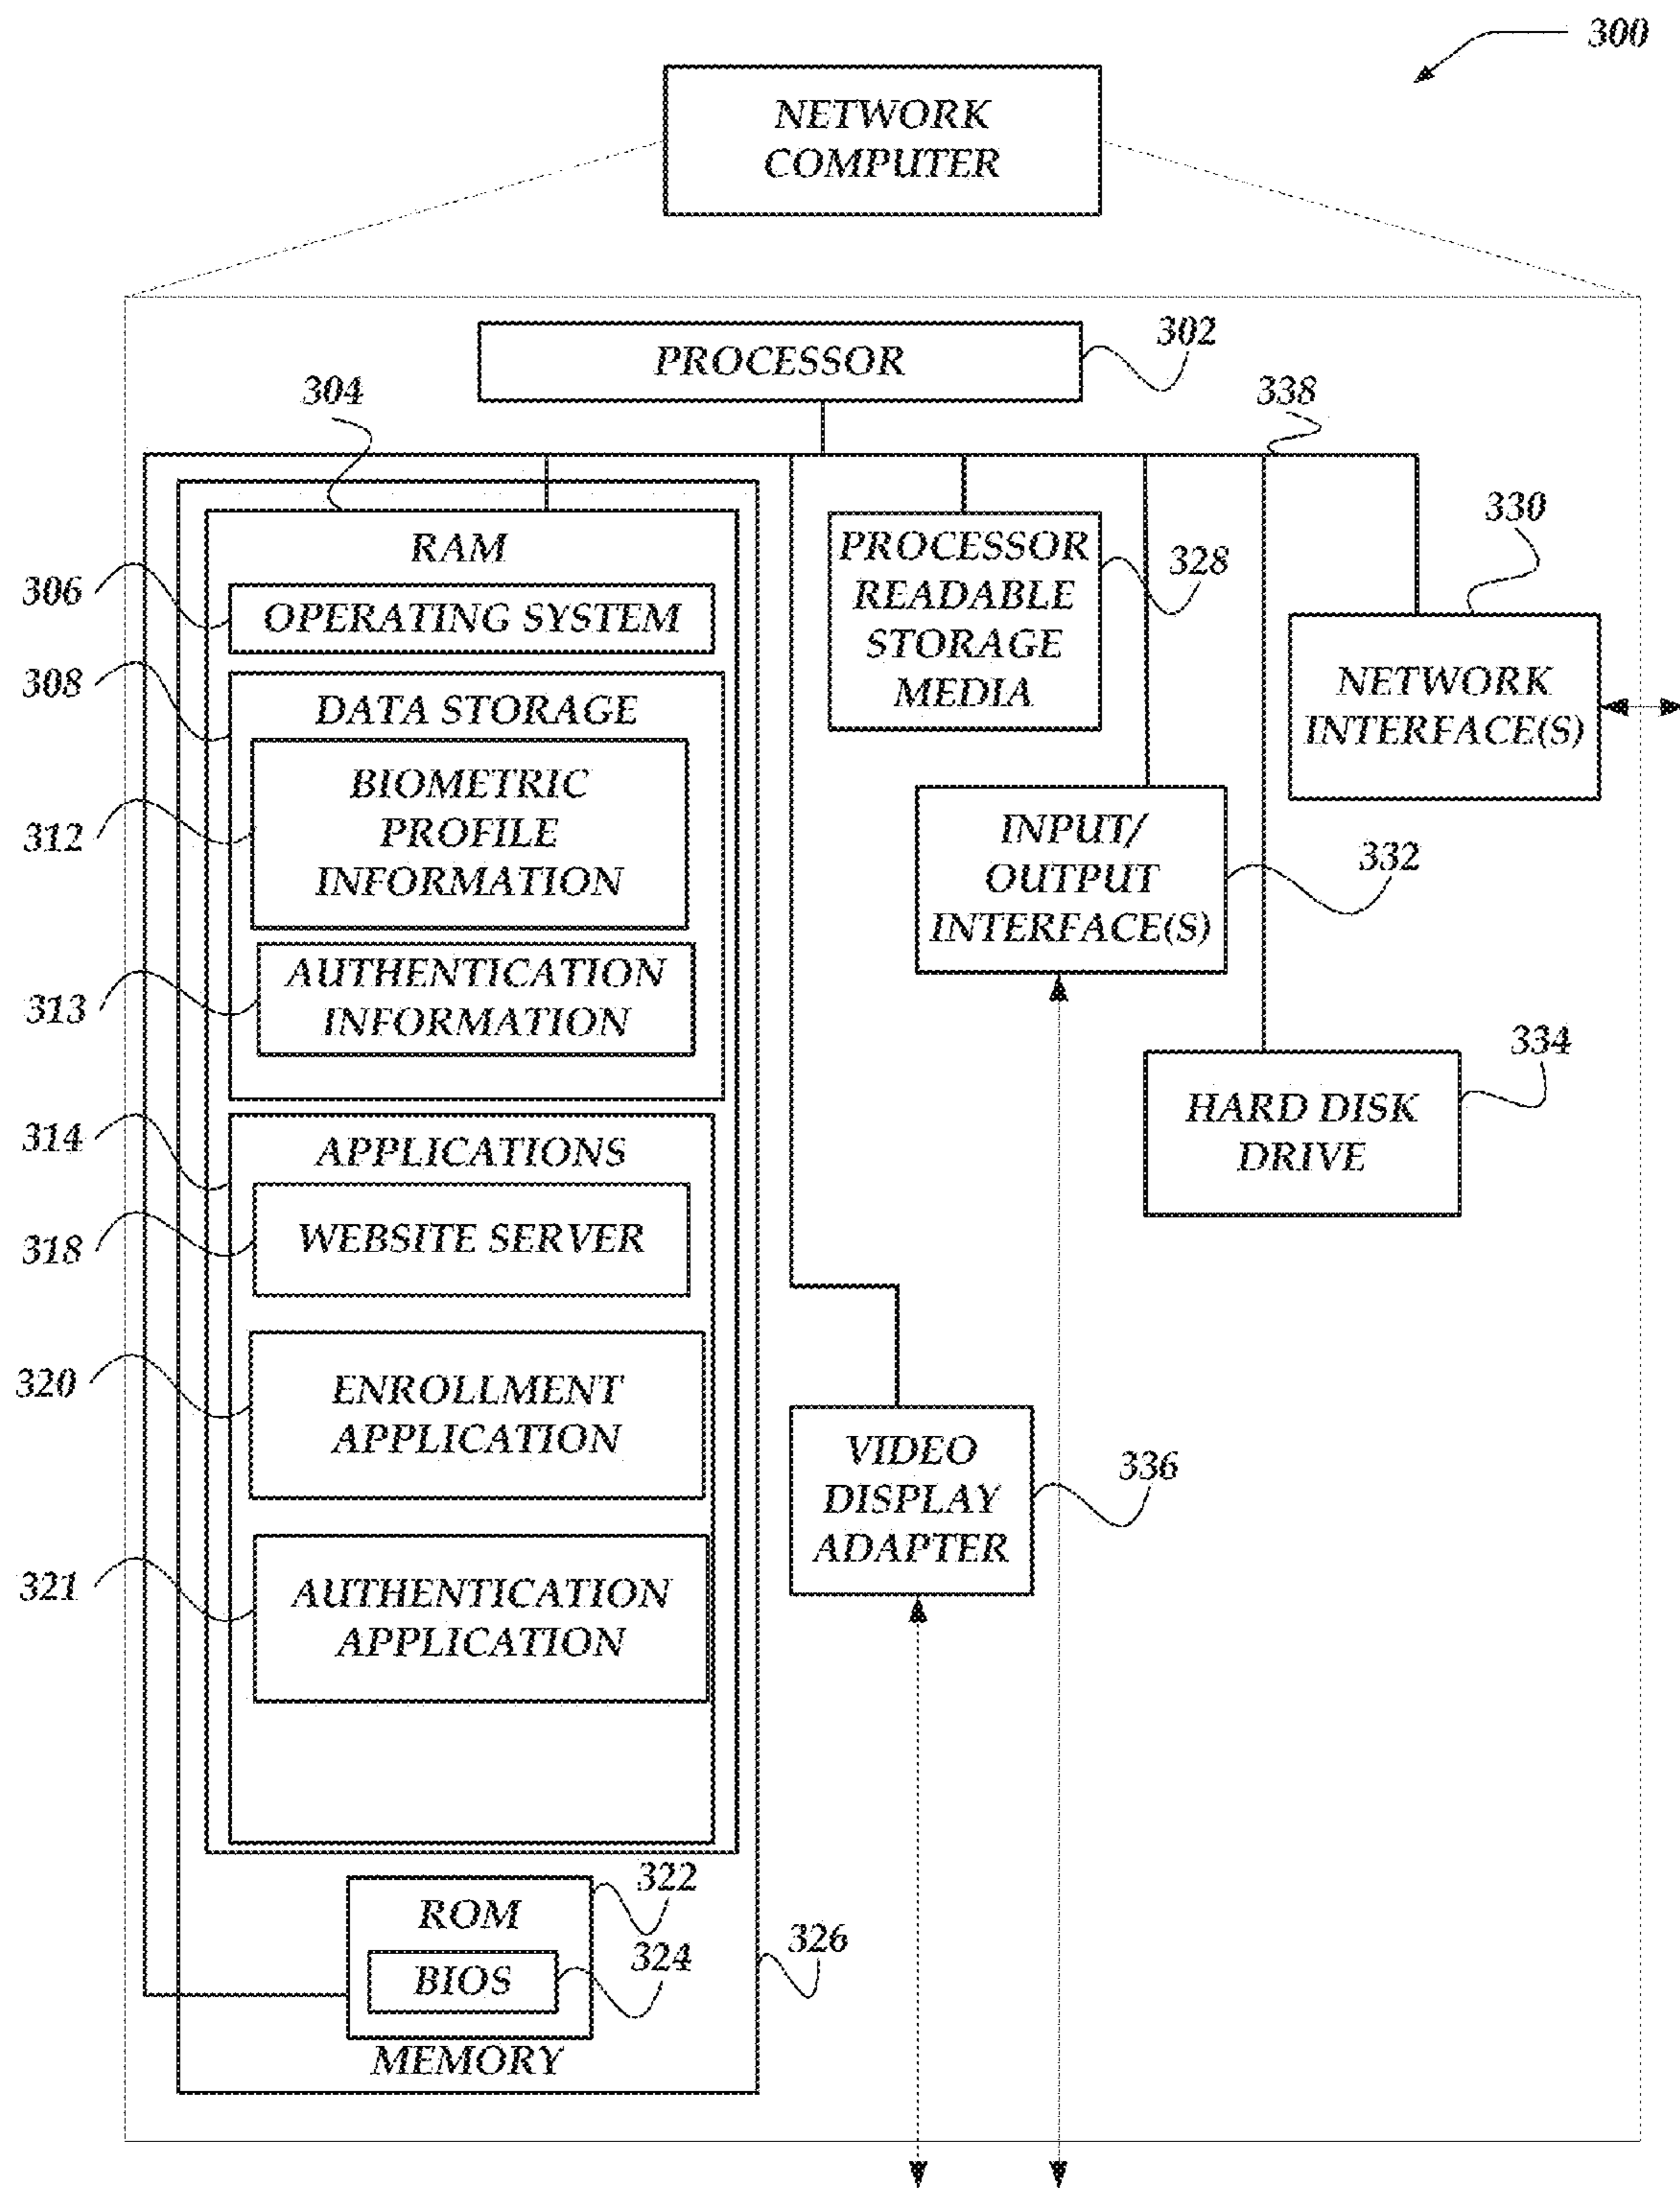 300
NETWORK
COMPUTER
PROCESSOR
302
304
338
RAM
306
OPERATING SYSTEM
308
DATA STORAGE
BIOMETRIC
PROFILE
INFORMATION
312
AUTHENTICATION
INFORMATION
313
314
APPLICATIONS
WEBSITE SERVER
318
ENROLLMENT
APPLICATION
320
AUTHENTICATION
APPLICATION
321
ROM
322
BIOS
324
MEMORY
326
PROCESSOR
READABLE
STORAGE
MEDIA
328
330
NETWORK
INTERFACE(S)
INPUT/
OUTPUT
INTERFACE(S)
332
334
HARD DISK
DRIVE
VIDEO
DISPLAY
ADAPTER
336